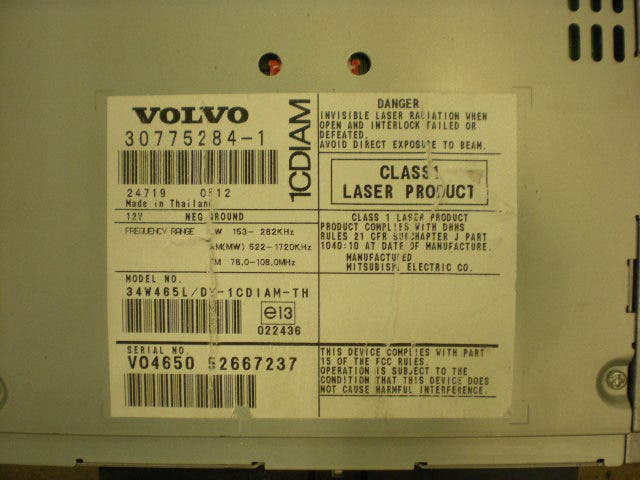 VOLVO
30775284-1
1CDIAM
24719 0512
Made in Thailand
12V NEG GROUND
FREQUENCY RANGE LW 153- 282KHz
AM(MW) 522-1720KHz
FM 76.0-108.0MHz
MODEL NO.
34W465L/DY-1CDIAM-TH
e13
022436
SERIAL NO.
VO4650 52667237
DANGER
INVISIBLE LASER RADIATION WHEN
OPEN AND INTERLOCK FAILED OR
DEFEATED.
AVOID DIRECT EXPOSURE TO BEAM.
CLASS1
LASER PRODUCT
CLASS 1 LASER PRODUCT
PRODUCT COMPLIES WITH DHHS
RULES 21 CFR SUBCHAPTER J PART
1040:10 AT DATE OF MANUFACTURE.
MANUFACTURED
MITSUBISHI ELECTRIC CO.
THIS DEVICE COMPLIES WITH PART
15 OF THE FCC RULES.
OPERATION IS SUBJECT TO THE
CONDITION THAT THIS DEVICE DOES
NOT CAUSE HARMFUL INTERFERENCE.